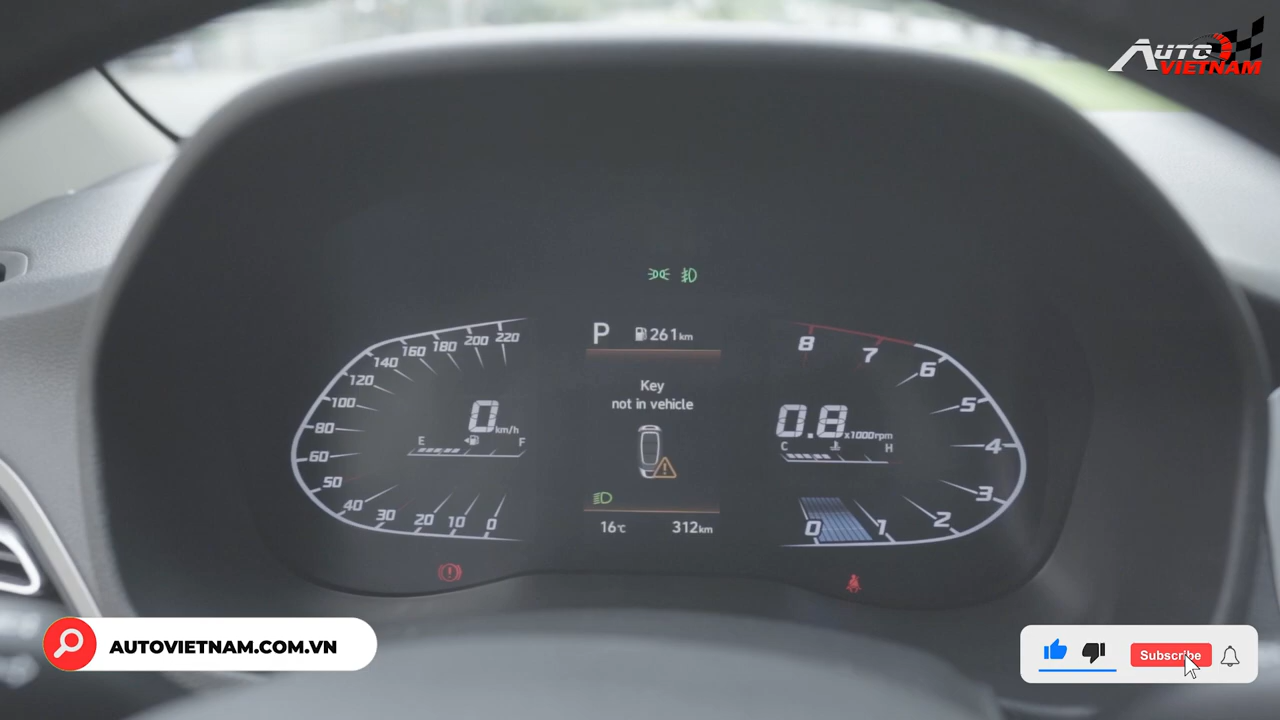 AUTO
VIETNAM
P 261km
Key
not in vehicle
220
200
180
160
140
120
100
80
60
50
40
30
20
10
0
0 km/h
E F
8
7
6
5
4
3
2
1
0
0.8 x1000rpm
C H
16°C 312km
AUTOVIETNAM.COM.VN
Subscribe